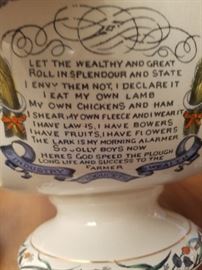 LET THE WEALTHY AND GREAT
ROLL IN SPLENDOUR AND STATE
I ENVY THEM NOT, I DECLARE IT
I EAT MY OWN LAMB
MY OWN CHICKENS AND HAM
I SHEAR MY OWN FLEECE AND I WEAR IT
I HAVE LAWNS, I HAVE BOWERS
I HAVE FRUITS, I HAVE FLOWERS
THE LARK IS MY MORNING ALARMER
SO JOLLY BOYS NOW
HERE'S GOD SPEED THE PLOUGH
LONG LIFE AND SUCCESS TO THE
FARMER
INDUSTRY
WEALTH